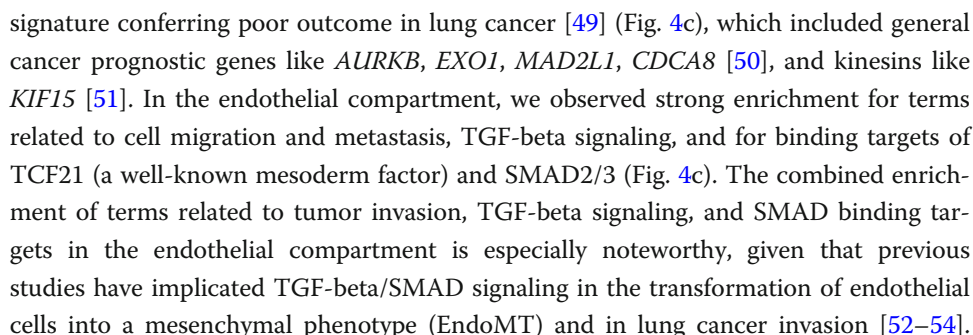 signature conferring poor outcome in lung cancer [49] (Fig. 4c), which included general
cancer prognostic genes like AURKB, EXO1, MAD2L1, CDCA8 [50], and kinesins like
KIF15 [51]. In the endothelial compartment, we observed strong enrichment for terms
related to cell migration and metastasis, TGF-beta signaling, and for binding targets of
TCF21 (a well-known mesoderm factor) and SMAD2/3 (Fig. 4c). The combined enrich-
ment of terms related to tumor invasion, TGF-beta signaling, and SMAD binding tar-
gets in the endothelial compartment is especially noteworthy, given that previous
studies have implicated TGF-beta/SMAD signaling in the transformation of endothelial
cells into a mesenchymal phenotype (EndoMT) and in lung cancer invasion [52–54].